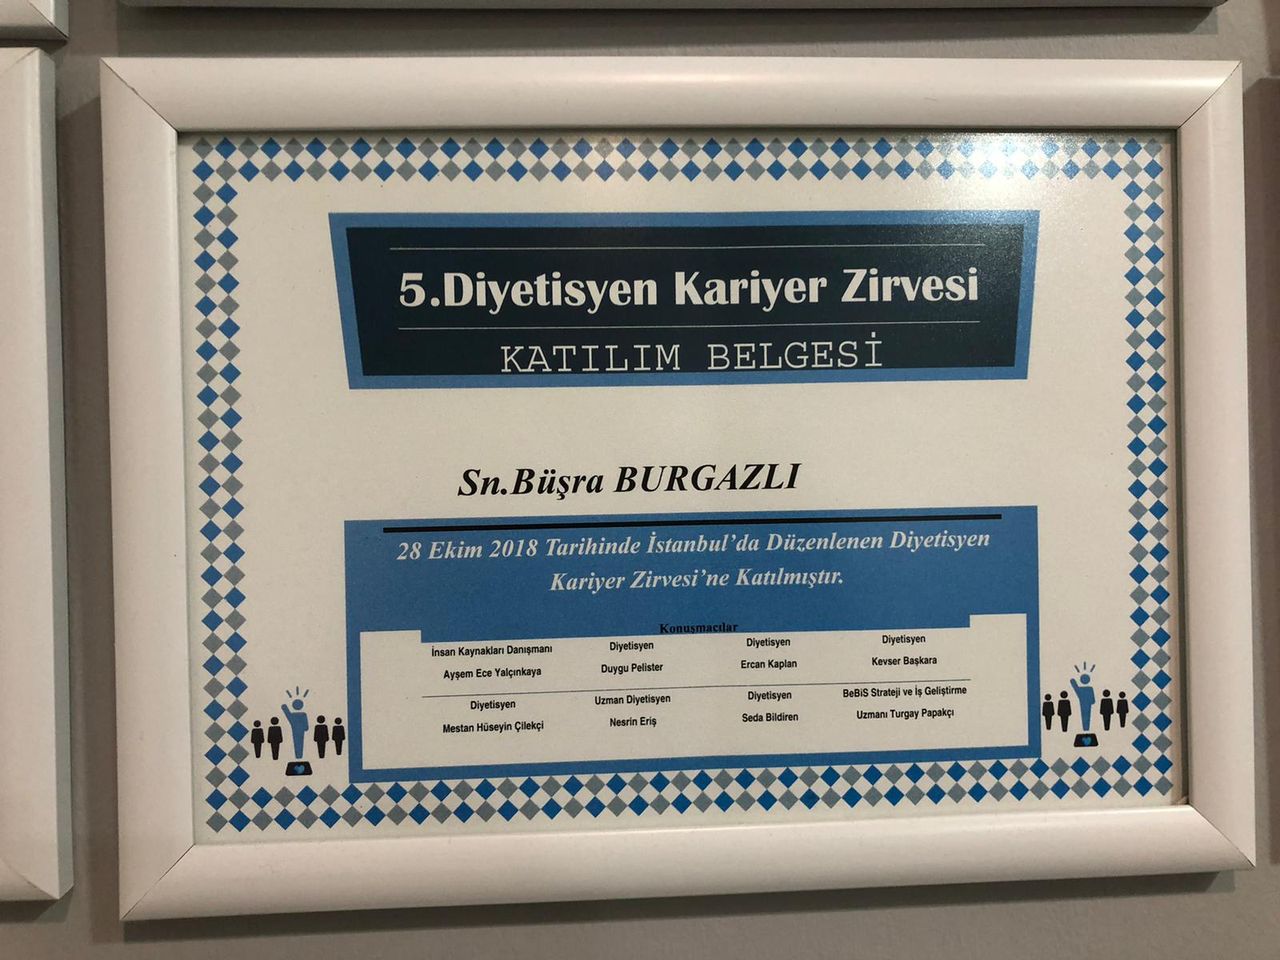 5.Diyetisyen Kariyer Zirvesi
KATILIM BELGESİ
Sn.Büşra BURGAZLI
28 Ekim 2018 Tarihinde İstanbul'da Düzenlenen Diyetisyen
Kariyer Zirvesi'ne Katılmıştır.
Konuşmacılar
İnsan Kaynakları Danışmanı Diyetisyen Diyetisyen Diyetisyen
Ayşem Ece Yalçınkaya Duygu Pelister Ercan Kaplan Kevser Başkara
Diyetisyen Uzman Diyetisyen Diyetisyen BeBiS Strateji ve İş Geliştirme
Mestan Hüseyin Çilekçi Nesrin Eriş Seda Bildiren Uzmanı Turgay Papakçı